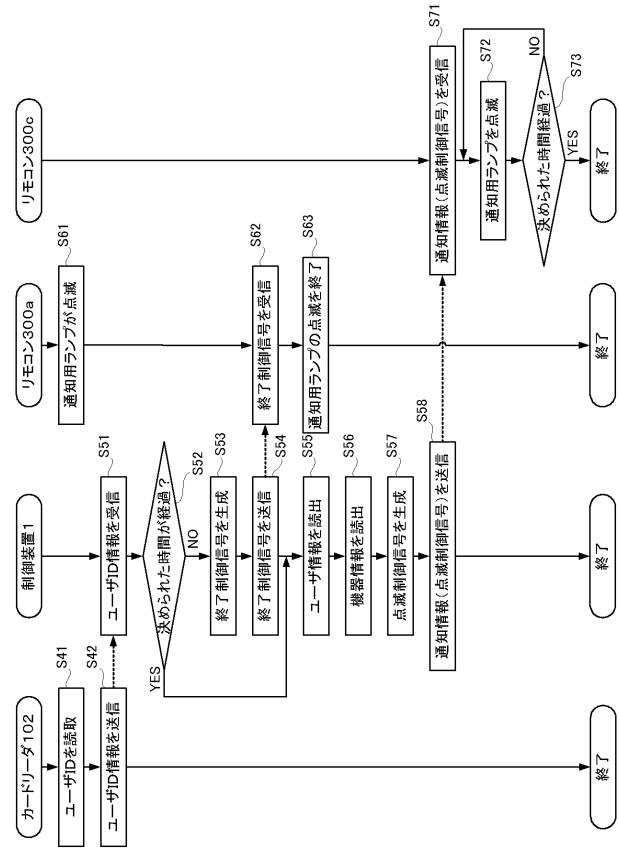 カードリーダ102
S41
ユーザIDを読取
S42
ユーザID情報を送信
終了
制御装置1
S51
ユーザID情報を受信
S52
決められた時間が経過？
YES
NO
S53
終了制御信号を生成
S54
終了制御信号を送信
S55
ユーザ情報を読出
S56
機器情報を読出
S57
点滅制御信号を生成
S58
通知情報(点滅制御信号)を送信
終了
リモコン300a
S61
通知用ランプが点滅
S62
終了制御信号を受信
S63
通知用ランプの点滅を終了
終了
リモコン300c
S71
通知情報(点滅制御信号)を受信
S72
通知用ランプを点滅
S73
決められた時間経過？
NO
YES
終了